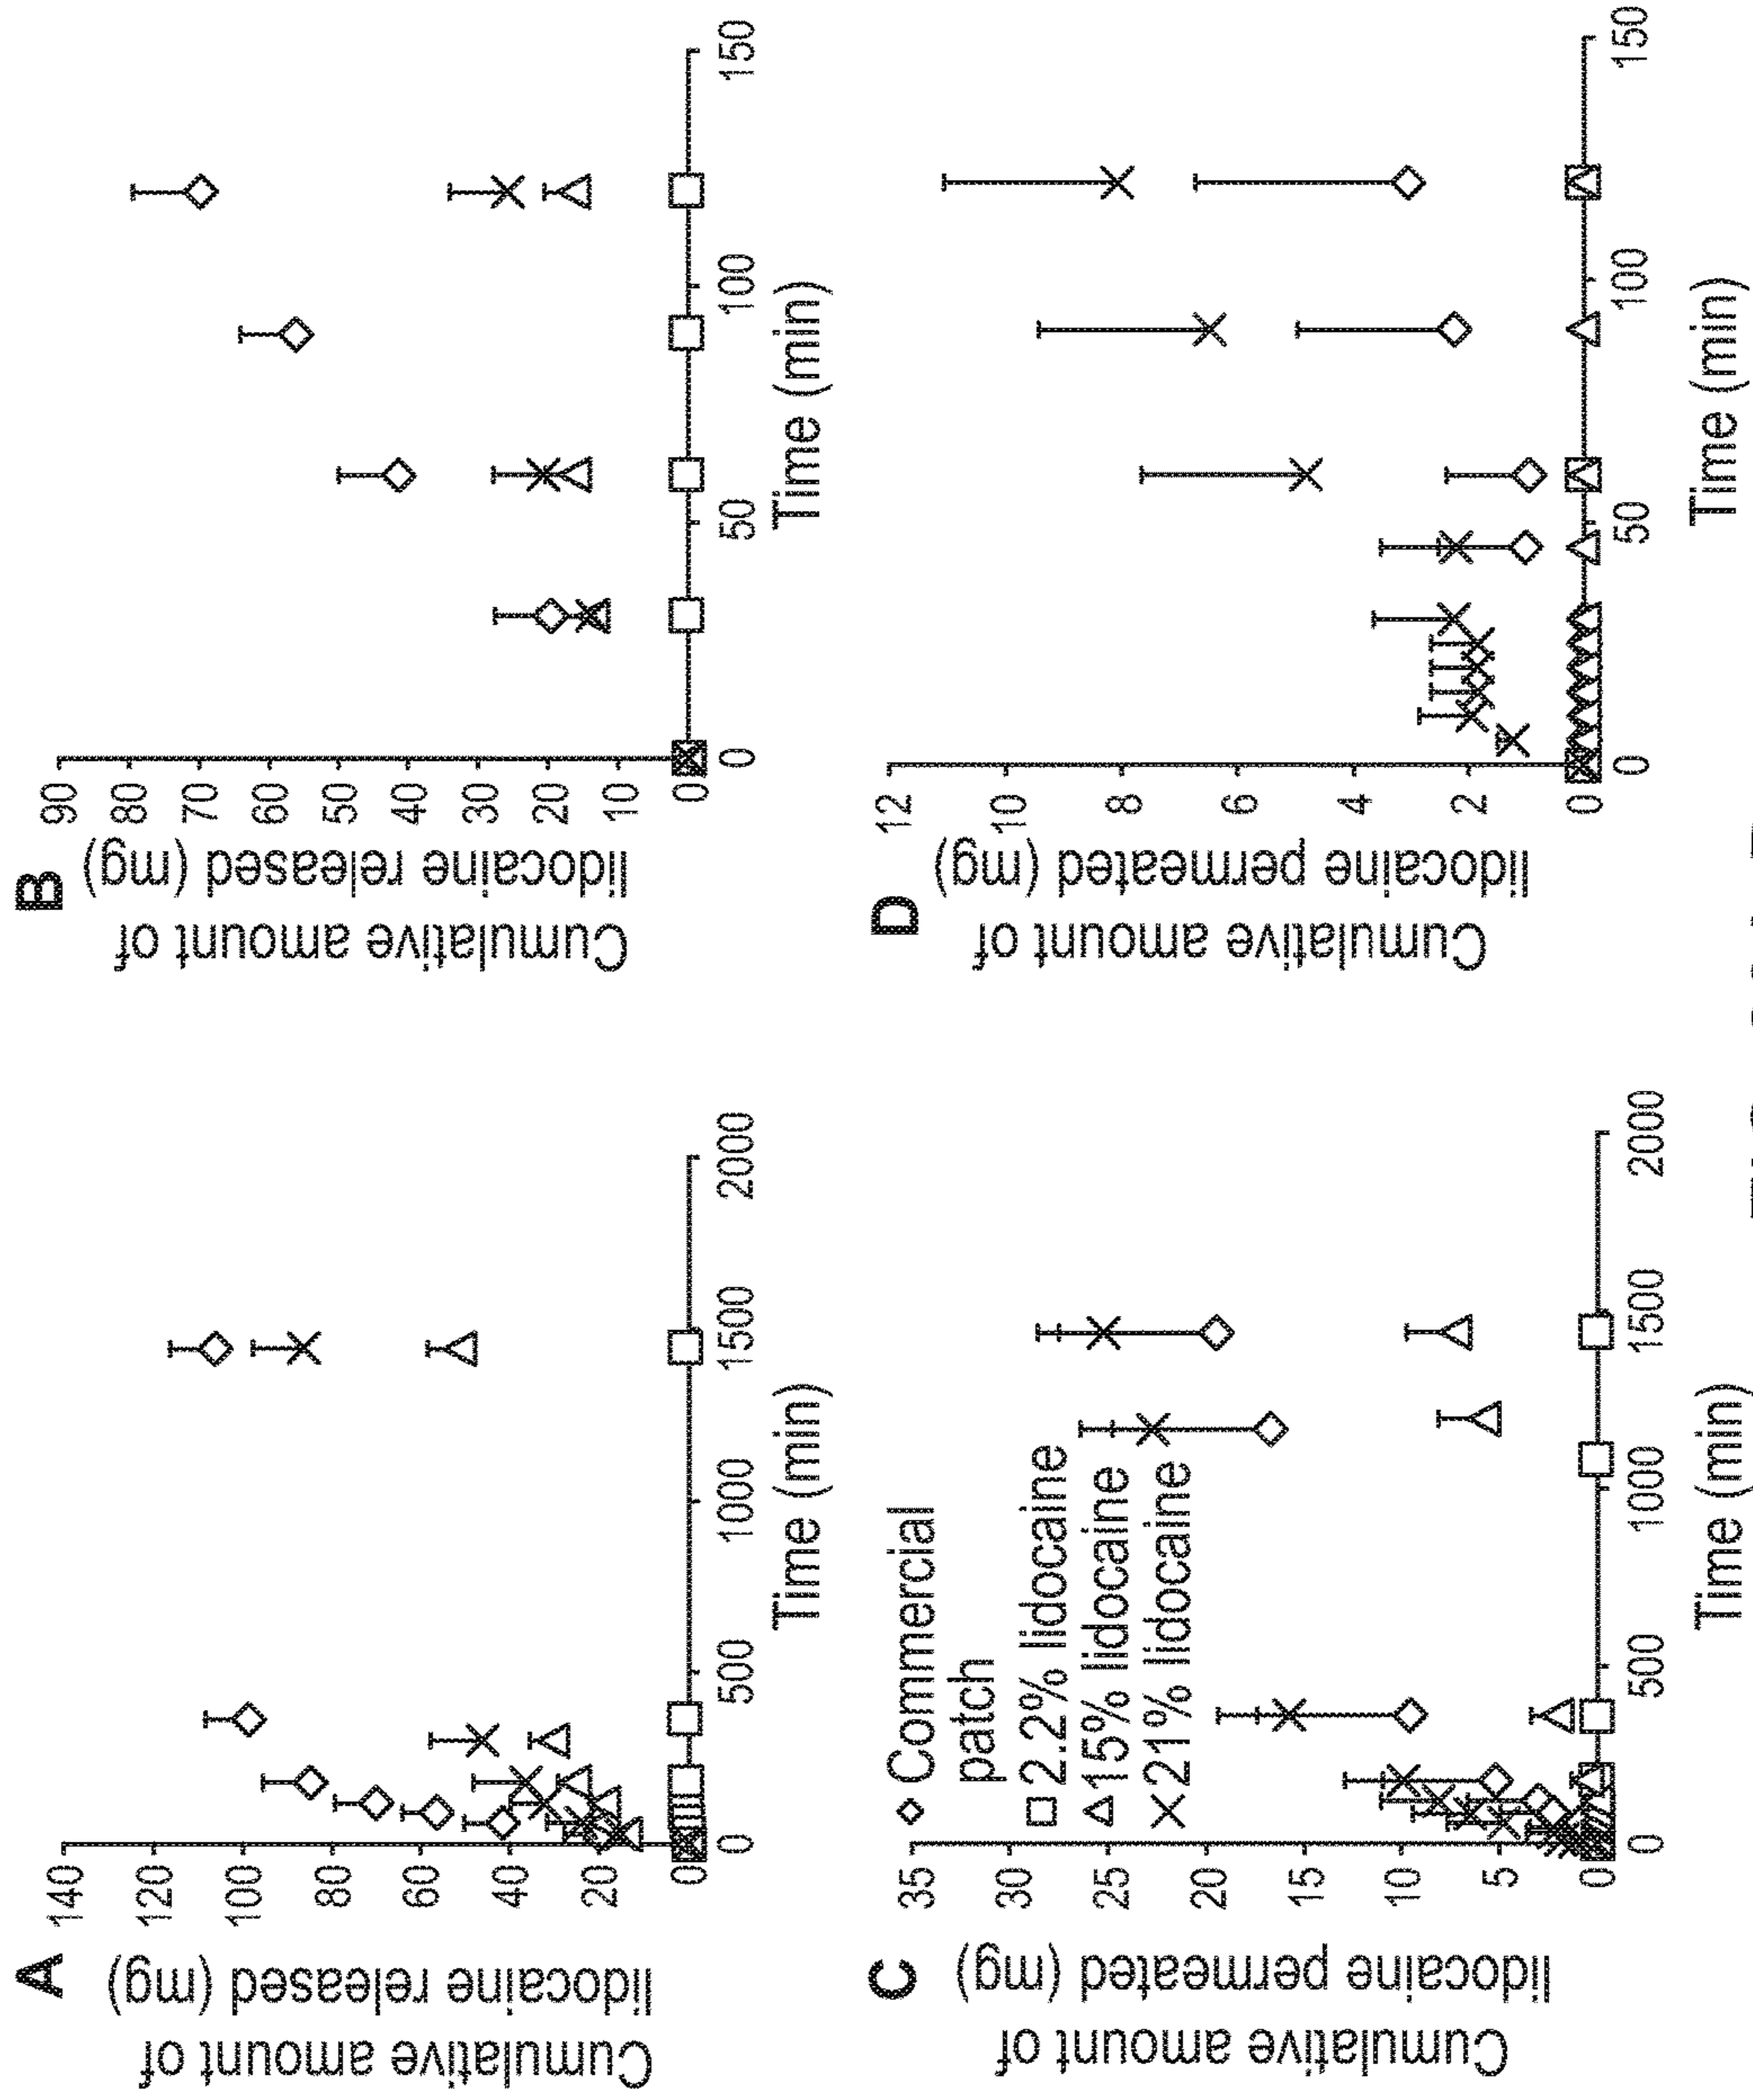 A
Cumulative amount of
lidocaine released (mg)
140
120
100
80
60
40
20
0
0
500
1000
1500
2000
Time (min)
B
Cumulative amount of
lidocaine released (mg)
90
80
70
60
50
40
30
20
10
0
0
50
100
150
Time (min)
C
Cumulative amount of
lidocaine permeated (mg)
35
30
25
20
15
10
5
0
Commercial
patch
2.2% lidocaine
15% lidocaine
21% lidocaine
0
500
1000
1500
2000
Time (min)
D
Cumulative amount of
lidocaine permeated (mg)
12
10
8
6
4
2
0
0
50
100
150
Time (min)